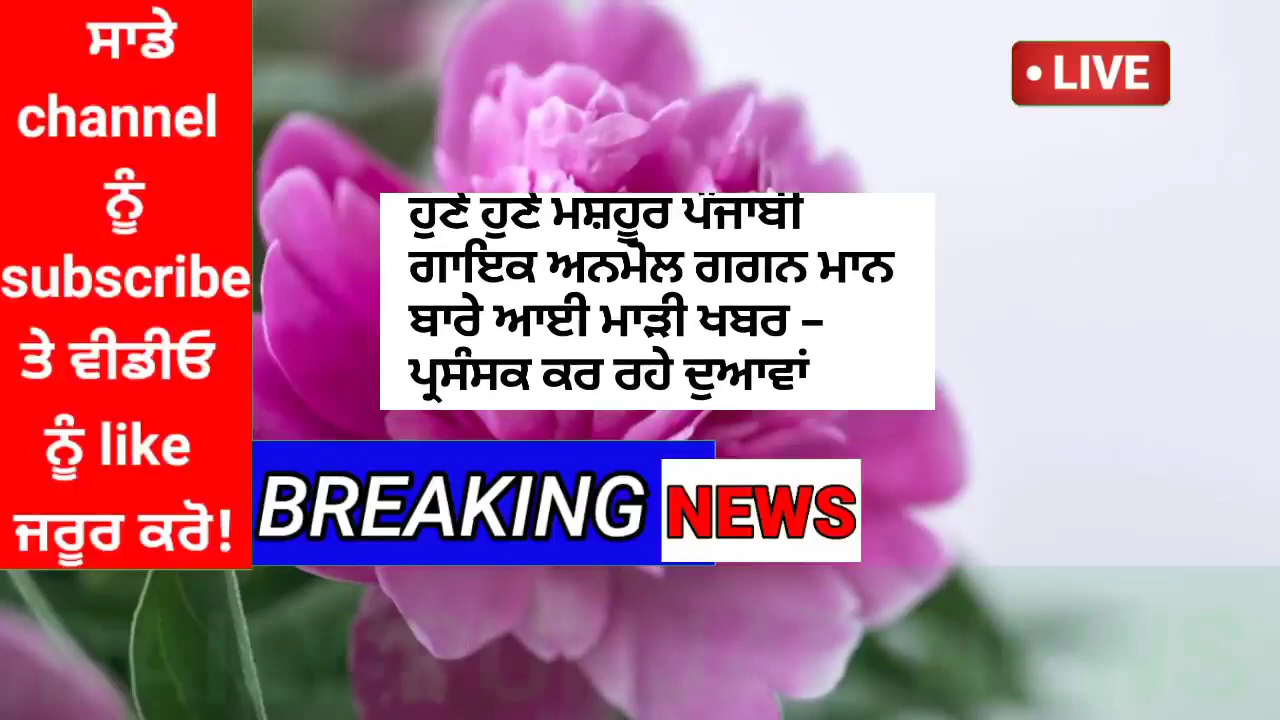 ਸਾਡੇ
channel
ਨੂੰ
subscribe
ਤੇ ਵੀਡੀਓ
ਨੂੰ like
ਜਰੂਰ ਕਰੋ!
• LIVE
ਹੁਣੇ ਹੁਣੇ ਮਸ਼ਹੂਰ ਪੰਜਾਬੀ
ਗਾਇਕ ਅਨਮੋਲ ਗਗਨ ਮਾਨ
ਬਾਰੇ ਆਈ ਮਾੜੀ ਖਬਰ –
ਪ੍ਰਸੰਸਕ ਕਰ ਰਹੇ ਦੁਆਵਾਂ
BREAKING NEWS